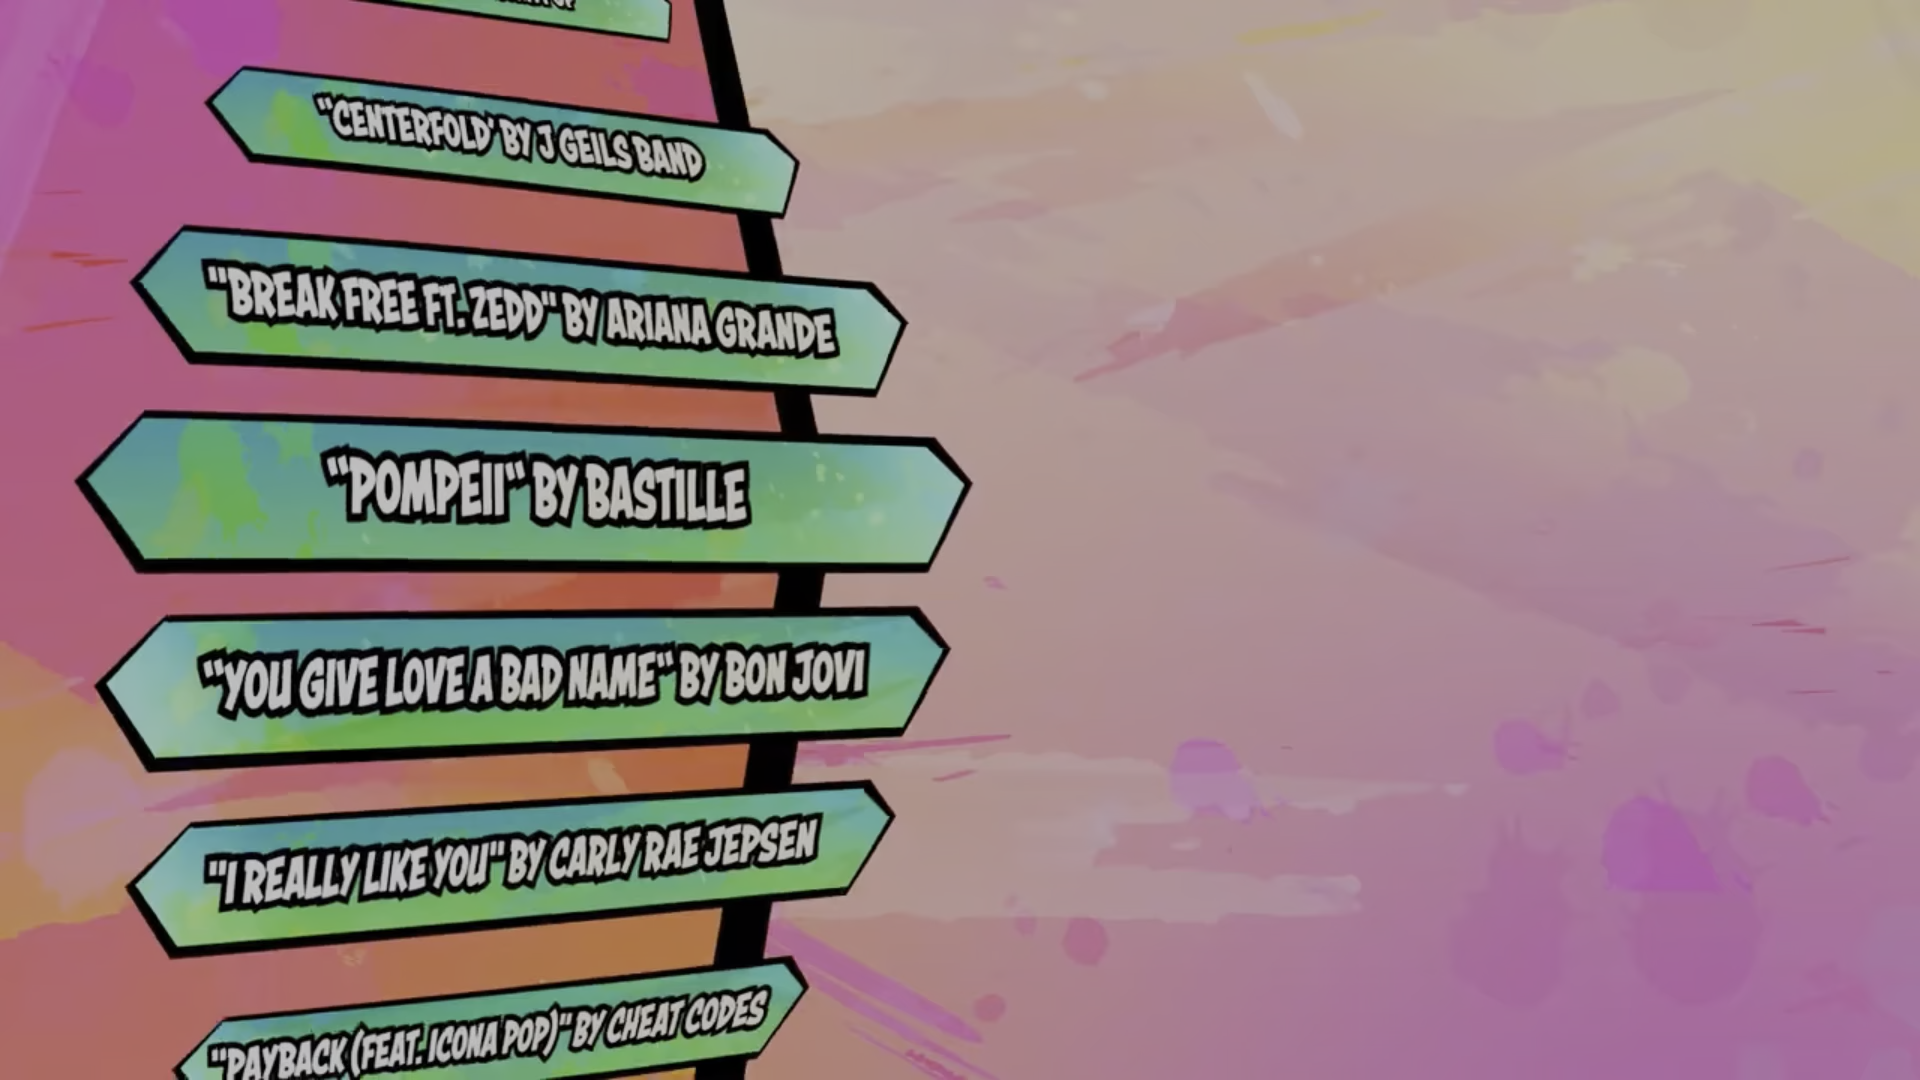 "CENTERFOLD' BY J GEILS BAND
"BREAK FREE FT. ZEDD" BY ARIANA GRANDE
"POMPEII" BY BASTILLE
"YOU GIVE LOVE A BAD NAME" BY BON JOVI
"I REALLY LIKE YOU" BY CARLY RAE JEPSEN
"PAYBACK (FEAT. ICONA POP)" BY CHEAT CODES